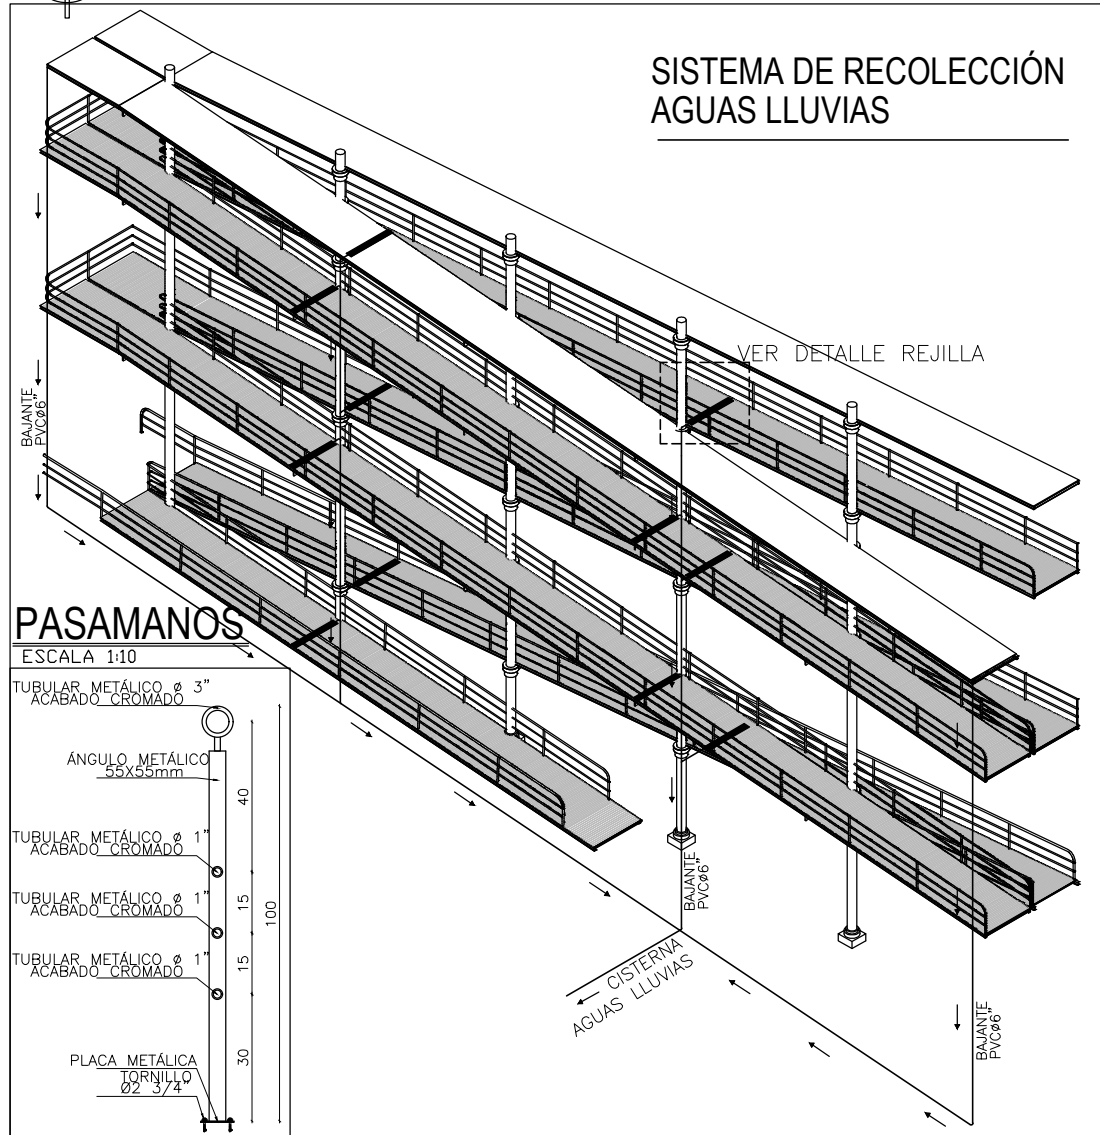 SISTEMA DE RECOLECCIÓN
AGUAS LLUVIAS
VER DETALLE REJILLA
BAJANTE
PVCø6"
PASAMANOS
ESCALA 1:10
TUBULAR METÁLICO ø 3"
ACABADO CROMADO
ÁNGULO METÁLICO
55X55mm
40
TUBULAR METÁLICO ø 1"
ACABADO CROMADO
15
100
TUBULAR METÁLICO ø 1"
ACABADO CROMADO
15
TUBULAR METÁLICO ø 1"
ACABADO CROMADO
30
PLACA METÁLICA
TORNILLO
Ø2 3/4"
BAJANTE
PVCø6"
CISTERNA
AGUAS LLUVIAS
BAJANTE
PVCø6"